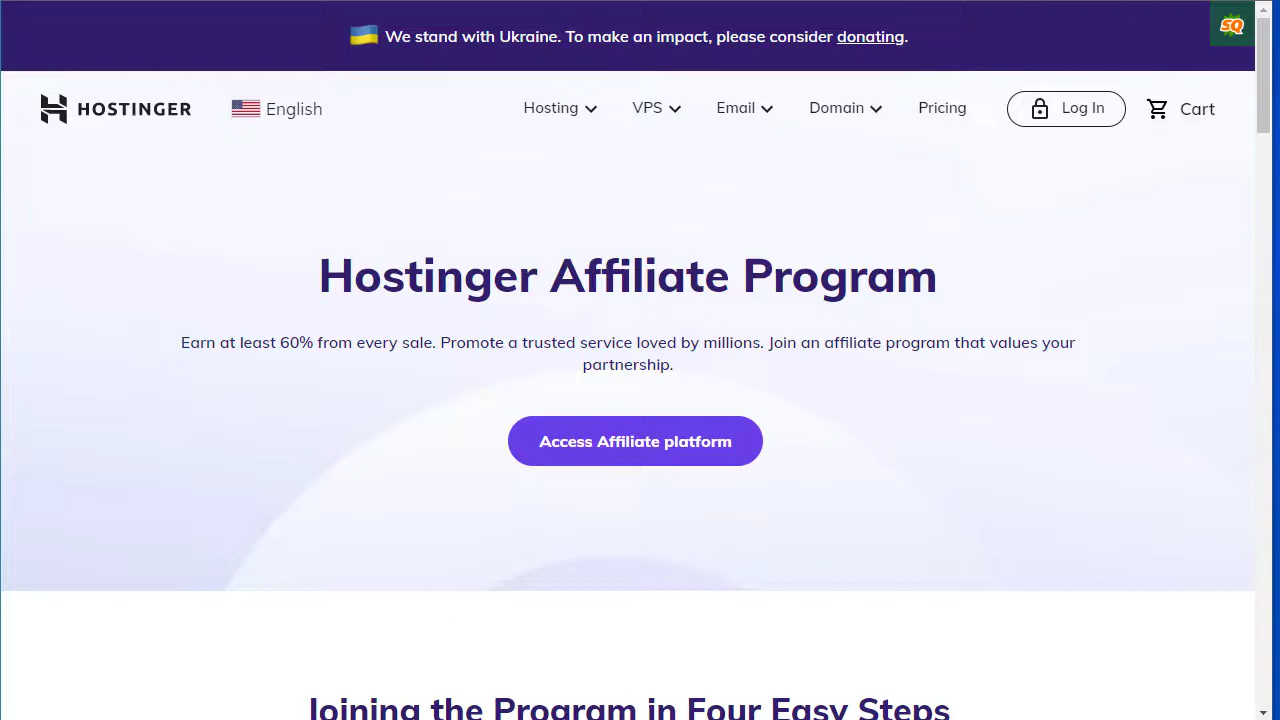 We stand with Ukraine. To make an impact, please consider donating.
SQ
HOSTINGER
English
Hosting
VPS
Email
Domain
Pricing
Log In
Cart
Hostinger Affiliate Program
Earn at least 60% from every sale. Promote a trusted service loved by millions. Join an affiliate program that values your
partnership.
Access Affiliate platform
Joining the Program in Four Easy Steps